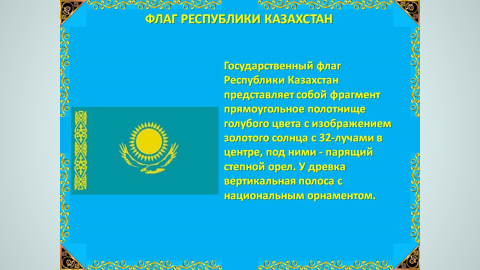 ФЛАГ РЕСПУБЛИКИ КАЗАХСТАН
Государственный флаг
Республики Казахстан
представляет собой фрагмент
прямоугольное полотнище
голубого цвета с изображением
золотого солнца с 32-лучами в
центре, под ними - парящий
степной орел. У древка
вертикальная полоса с
национальным орнаментом.